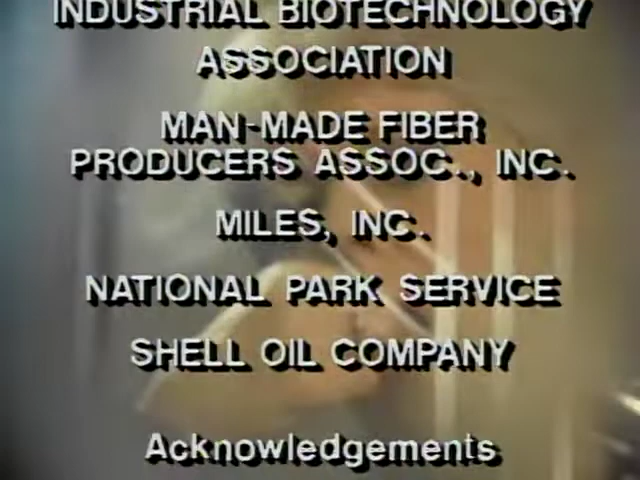 INDUSTRIAL BIOTECHNOLOGY
ASSOCIATION
MAN-MADE FIBER
PRODUCERS ASSOC., INC.
MILES, INC.
NATIONAL PARK SERVICE
SHELL OIL COMPANY
Acknowledgements